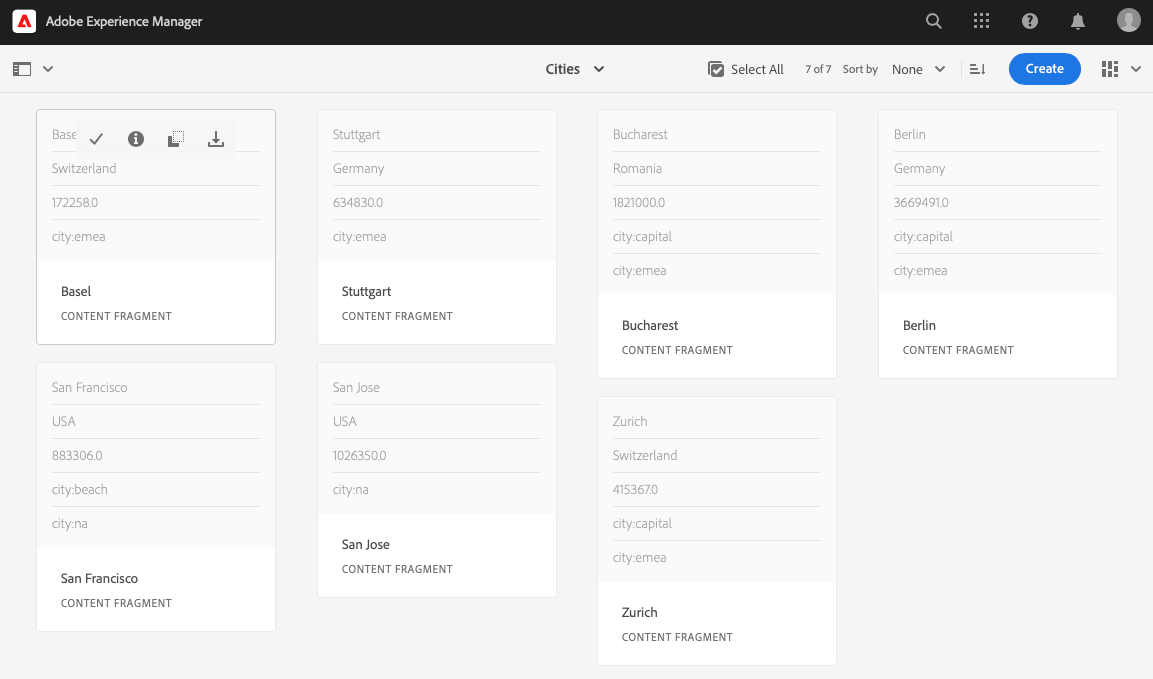 Adobe Experience Manager
Cities
Select All
7 of 7
Sort by
None
Create
Basel
Switzerland
172258.0
city:emea
Basel
CONTENT FRAGMENT
Stuttgart
Germany
634830.0
city:emea
Stuttgart
CONTENT FRAGMENT
Bucharest
Romania
1821000.0
city:capital
city:emea
Bucharest
CONTENT FRAGMENT
Berlin
Germany
3669491.0
city:capital
city:emea
Berlin
CONTENT FRAGMENT
San Francisco
USA
883306.0
city:beach
city:na
San Francisco
CONTENT FRAGMENT
San Jose
USA
1026350.0
city:na
San Jose
CONTENT FRAGMENT
Zurich
Switzerland
415367.0
city:capital
city:emea
Zurich
CONTENT FRAGMENT